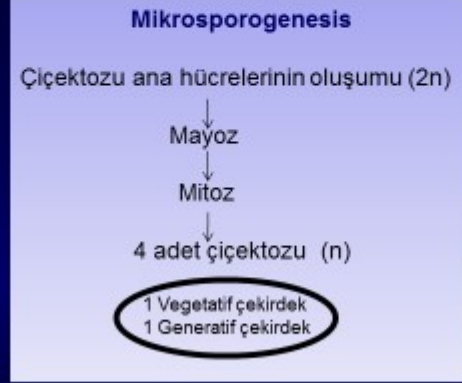 Mikrosporogenesis
Çiçektozu ana hücrelerinin oluşumu (2n)
Mayoz
Mitoz
4 adet çiçektozu (n)
1 Vegetatif çekirdek
1 Generatif çekirdek